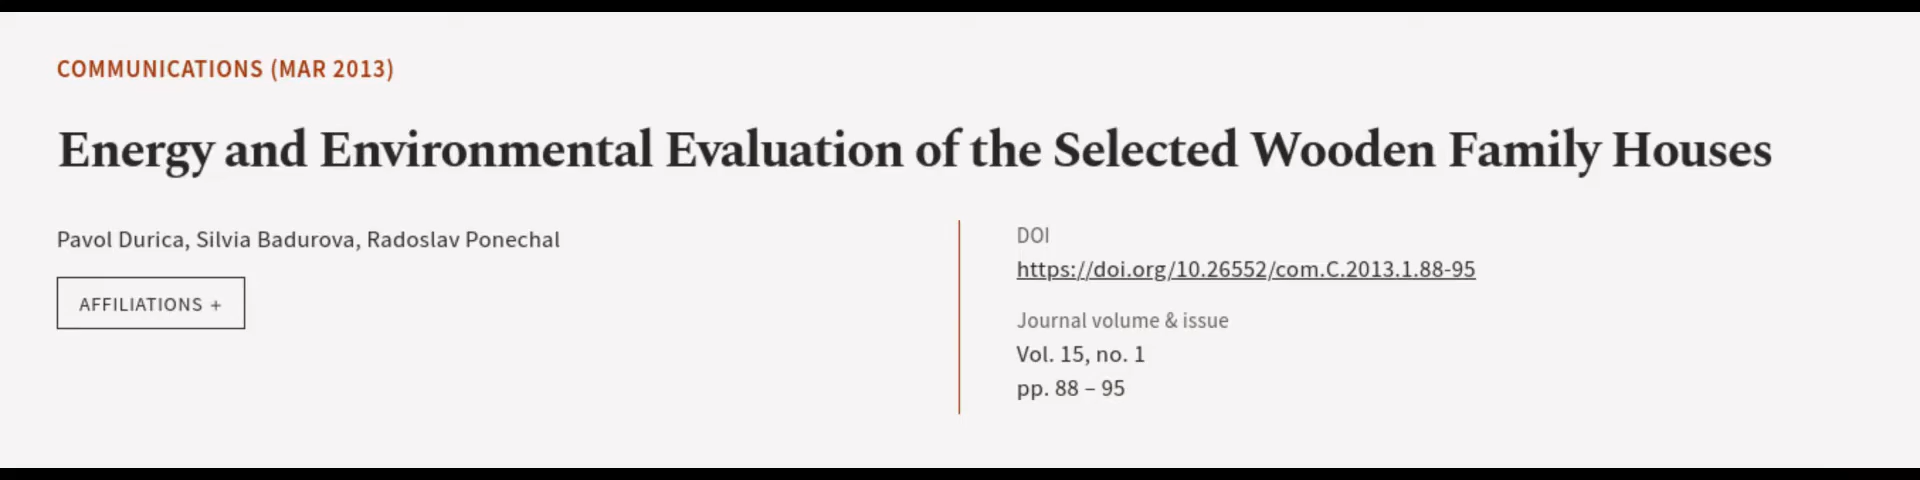 COMMUNICATIONS (MAR 2013)
Energy and Environmental Evaluation of the Selected Wooden Family Houses
Pavol Durica, Silvia Badurova, Radoslav Ponechal
AFFILIATIONS +
DOI
https://doi.org/10.26552/com.C.2013.1.88-95
Journal volume & issue
Vol. 15, no. 1
pp. 88 – 95